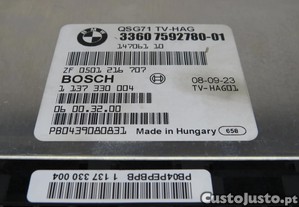 BMW
QSG71 TV-HAG
3360 7592780-01
147061 10
ZF 0501 216 707
BOSCH
08-09-23
1 137 330 004
TV-HAG01
06 00.32.00
PB0439080831
Made in Hungary
650
PB04PEPBPB
1 137 330 004
Custojusto.pt